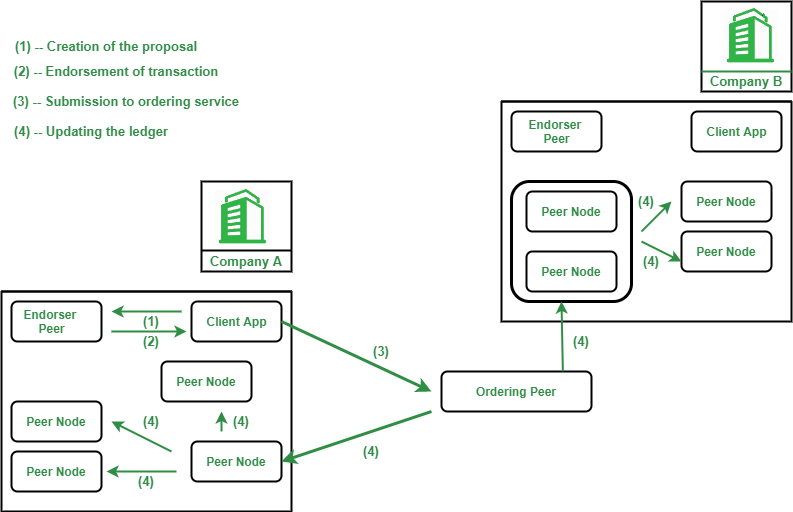 (1) -- Creation of the proposal
(2) -- Endorsement of transaction
(3) -- Submission to ordering service
(4) -- Updating the ledger
Company B
Endorser
Peer
Client App
Peer Node
Peer Node
(4)
(4)
Peer Node
Peer Node
(4)
Company A
Endorser
Peer
(1)
(2)
Client App
(3)
Peer Node
Peer Node
(4)
(4)
Peer Node
(4)
Peer Node
(4)
Ordering Peer